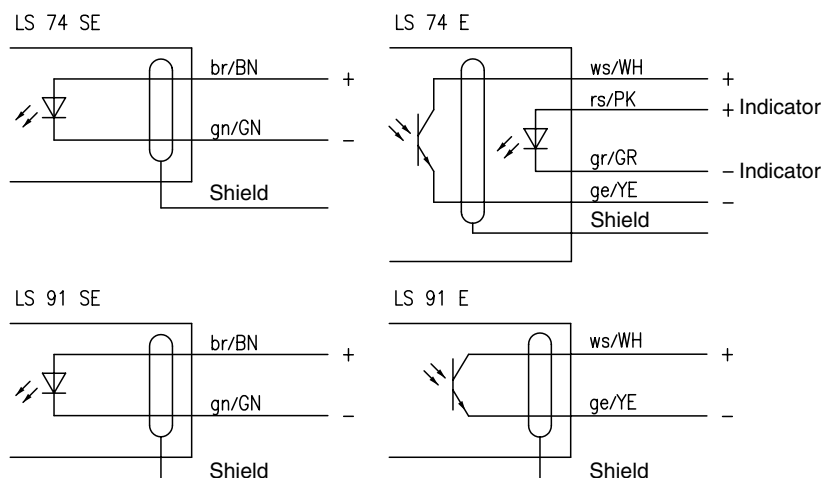 LS 74 SE
br/BN +
gn/GN −
Shield
LS 74 E
ws/WH +
rs/PK + Indicator
gr/GR − Indicator
ge/YE −
Shield
LS 91 SE
br/BN +
gn/GN −
Shield
LS 91 E
ws/WH +
ge/YE −
Shield